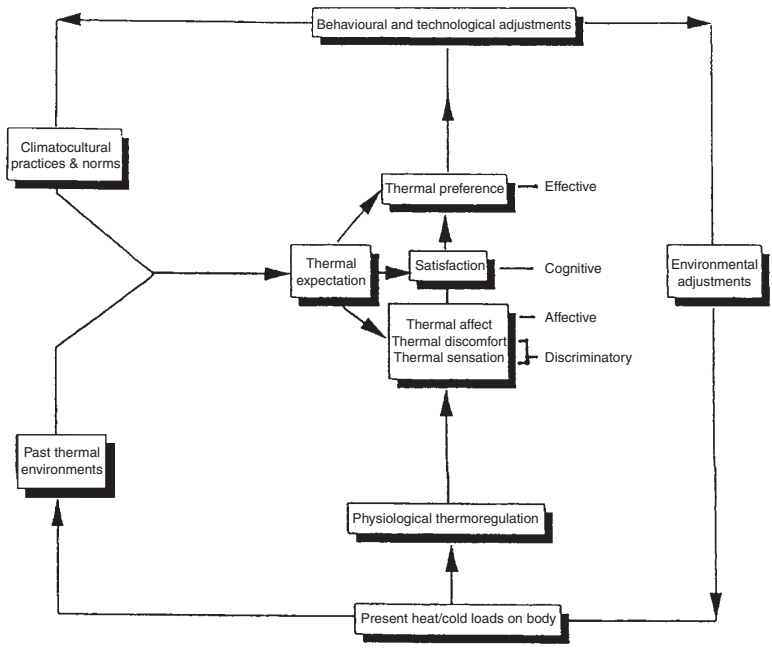 Behavioural and technological adjustments
Climatocultural
practices & norms
Thermal preference
Effective
Thermal
expectation
Satisfaction
Cognitive
Environmental
adjustments
Thermal affect
Thermal discomfort
Thermal sensation
Affective
Discriminatory
Past thermal
environments
Physiological thermoregulation
Present heat/cold loads on body